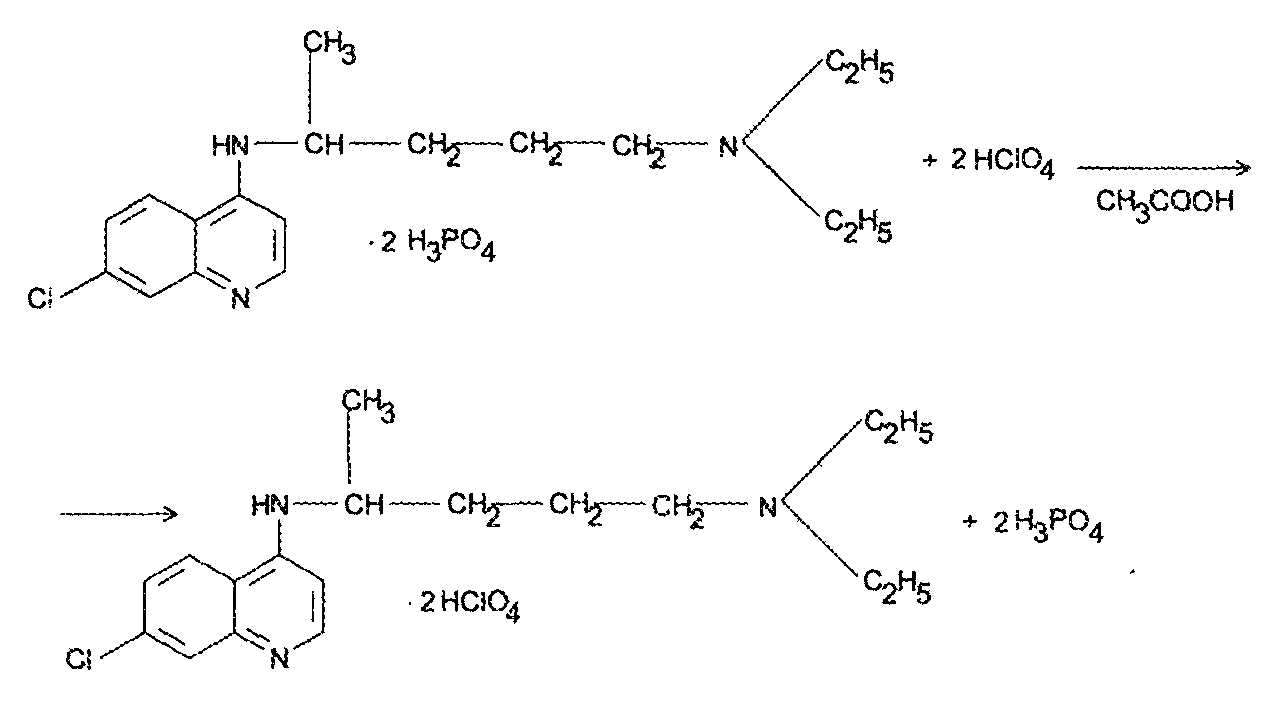 CH₃
C₂H₅
HN — CH — CH₂ — CH₂ — CH₂ — N
+ 2 HClO₄
CH₃COOH
C₂H₅
· 2 H₃PO₄
Cl
N
CH₃
C₂H₅
HN — CH — CH₂ — CH₂ — CH₂ — N
+ 2 H₃PO₄
C₂H₅
· 2 HClO₄
Cl
N